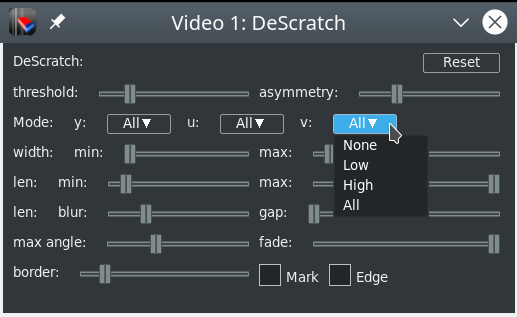 Video 1: DeScratch
DeScratch: Reset
threshold: asymmetry:
Mode: y: All▼ u: All▼ v: All▼
None
Low
High
All
width: min: max:
len: min: max:
len: blur: gap:
max angle: fade:
border: Mark Edge